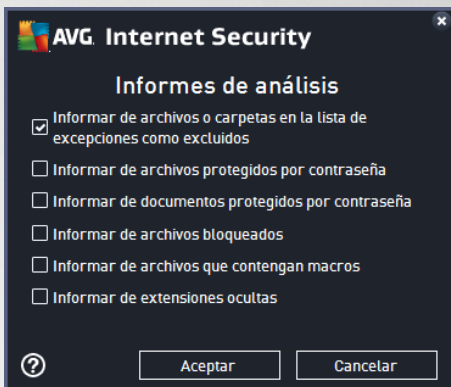 AVG Internet Security
Informes de análisis
Informar de archivos o carpetas en la lista de
excepciones como excluidos
Informar de archivos protegidos por contraseña
Informar de documentos protegidos por contraseña
Informar de archivos bloqueados
Informar de archivos que contengan macros
Informar de extensiones ocultas
?
Aceptar
Cancelar